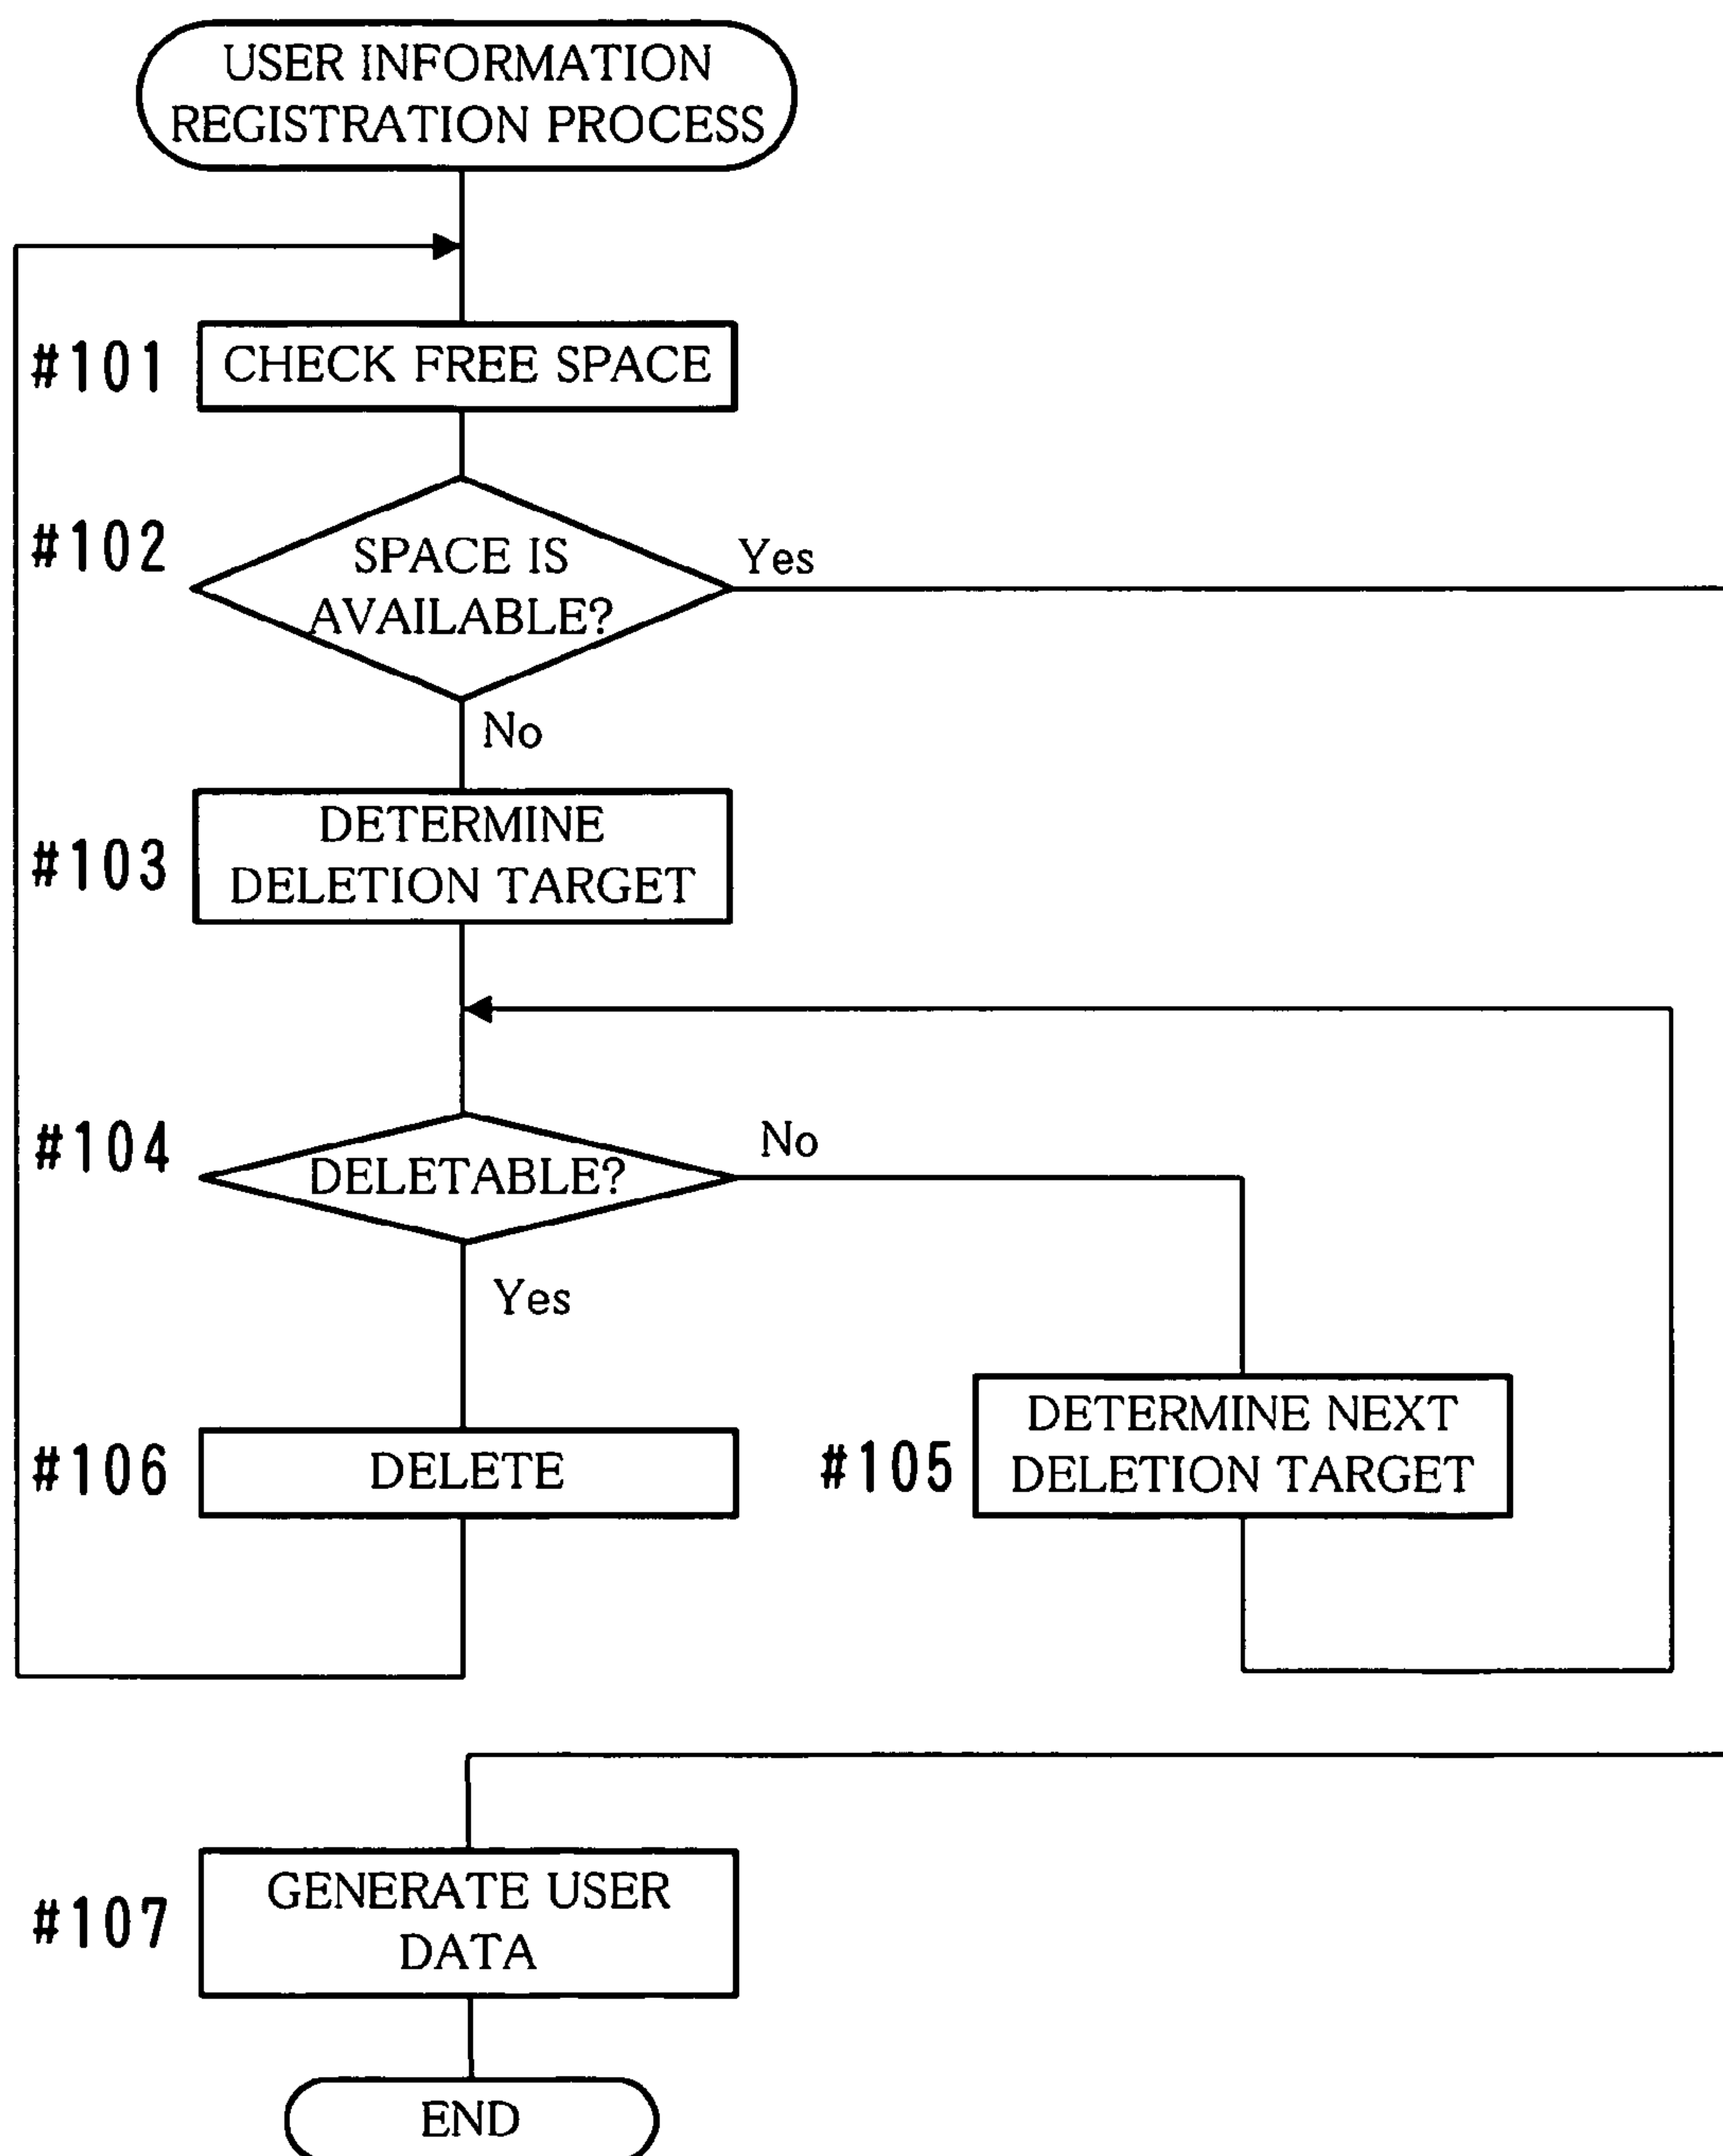 USER INFORMATION
REGISTRATION PROCESS
#101
CHECK FREE SPACE
#102
SPACE IS
AVAILABLE?
Yes
No
#103
DETERMINE
DELETION TARGET
#104
DELETABLE?
No
Yes
#106
DELETE
#105
DETERMINE NEXT
DELETION TARGET
#107
GENERATE USER
DATA
END